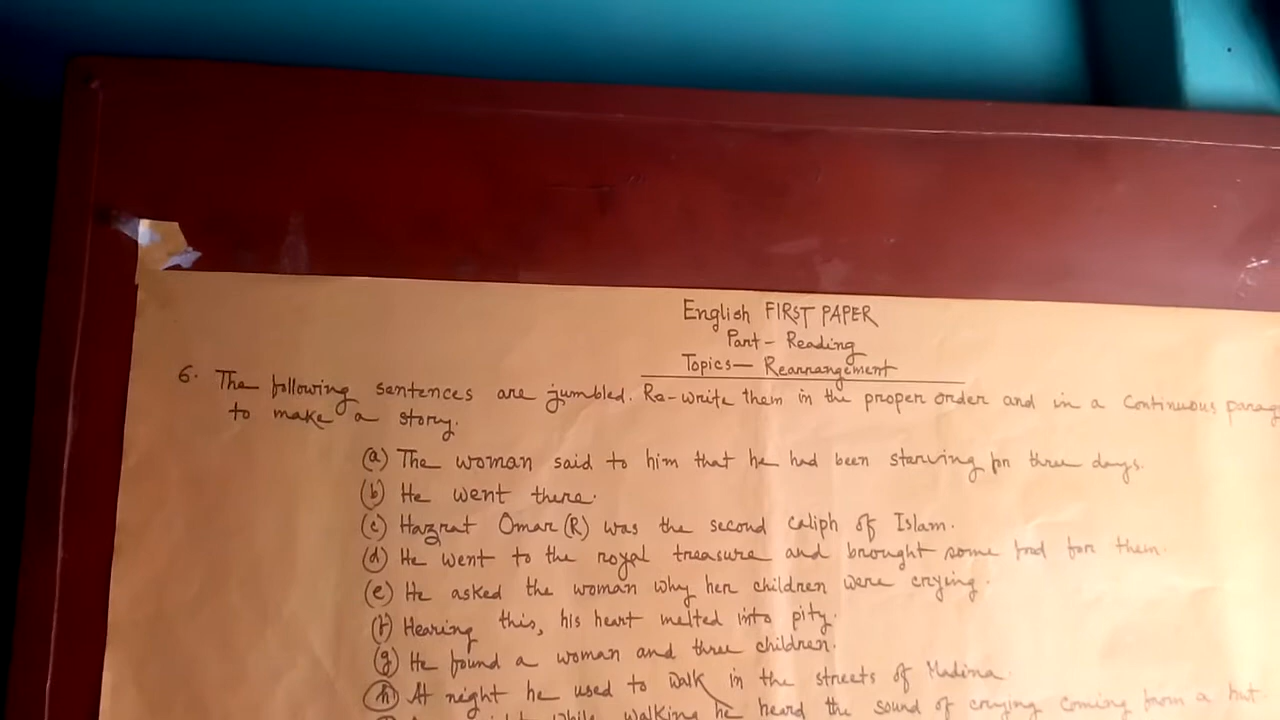 English FIRST PAPER
Part - Reading
Topics— Rearrangement
6. The following sentences are jumbled. Re-write them in the proper order and in a continuous parag
to make a story.
(a) The woman said to him that he had been starving for three days.
(b) He went there.
(c) Hazrat Omar (R) was the second caliph of Islam.
(d) He went to the royal treasure and brought some food for them.
(e) He asked the woman why her children were crying.
(f) Hearing this, his heart melted into pity.
(g) He found a woman and three children.
(h) At night he used to walk in the streets of Madina.
while walking he heard the sound of crying coming from a hut.